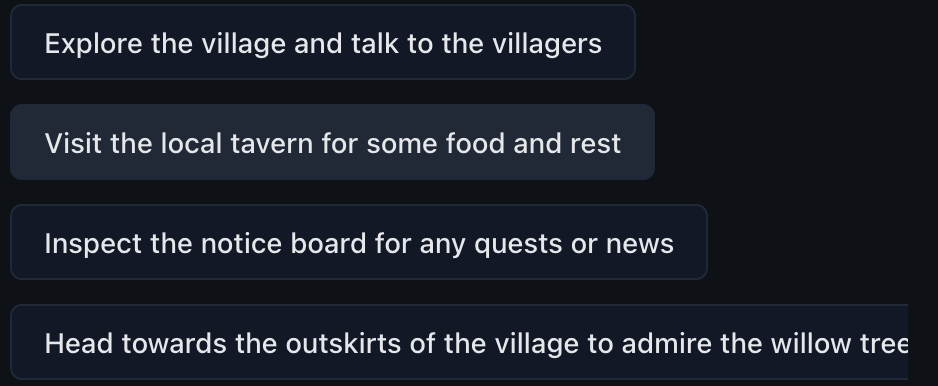 Explore the village and talk to the villagers
Visit the local tavern for some food and rest
Inspect the notice board for any quests or news
Head towards the outskirts of the village to admire the willow tree